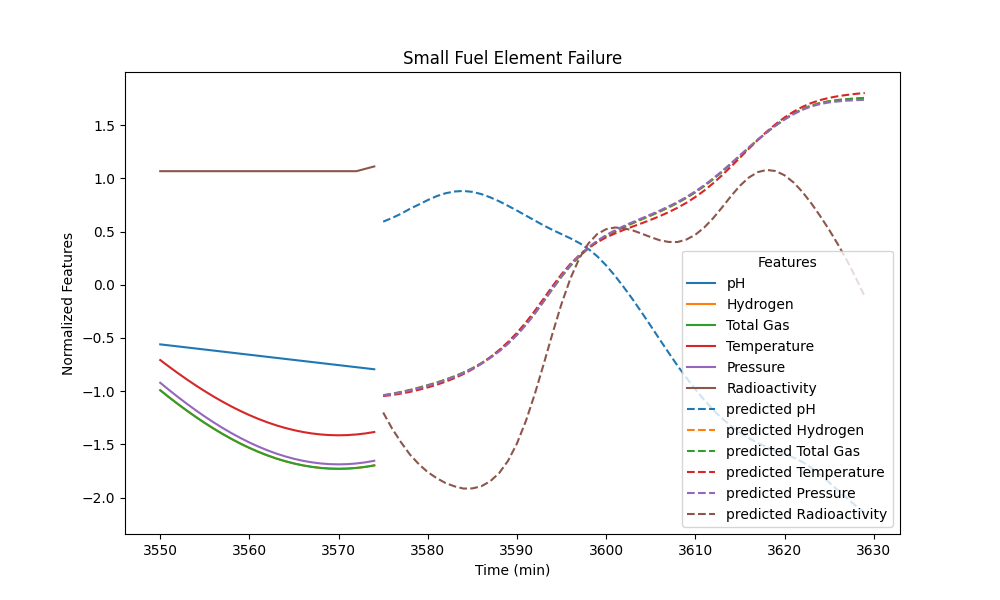 Small Fuel Element Failure
Normalized Features
1.5
1.0
0.5
0.0
−0.5
−1.0
−1.5
−2.0
Features
pH
Hydrogen
Total Gas
Temperature
Pressure
Radioactivity
predicted pH
predicted Hydrogen
predicted Total Gas
predicted Temperature
predicted Pressure
predicted Radioactivity
3550 3560 3570 3580 3590 3600 3610 3620 3630
Time (min)